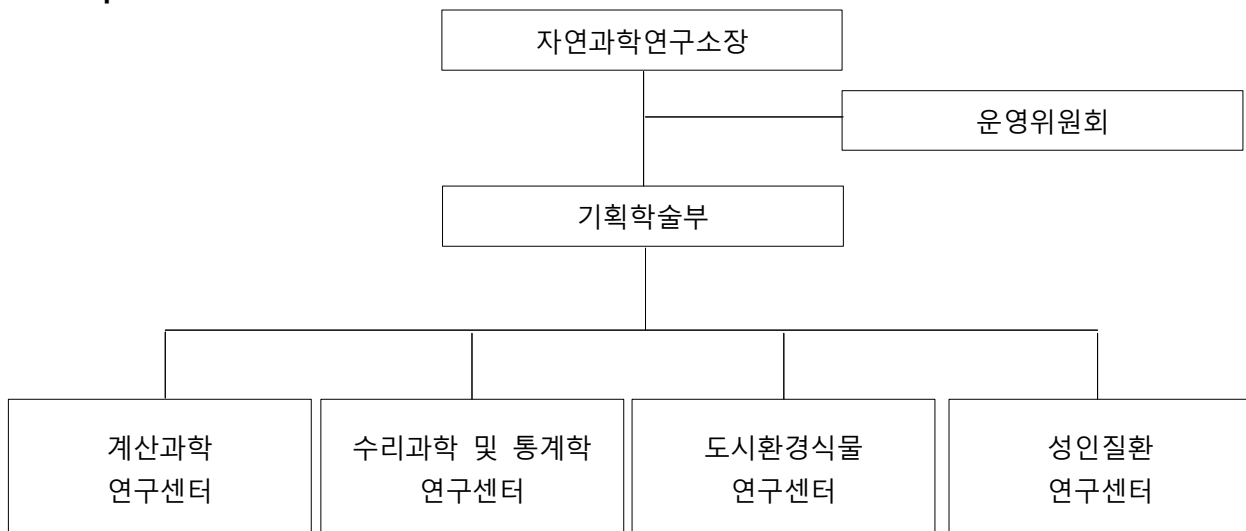 자연과학연구소장
운영위원회
기획학술부
계산과학
연구센터
수리과학 및 통계학
연구센터
도시환경식물
연구센터
성인질환
연구센터